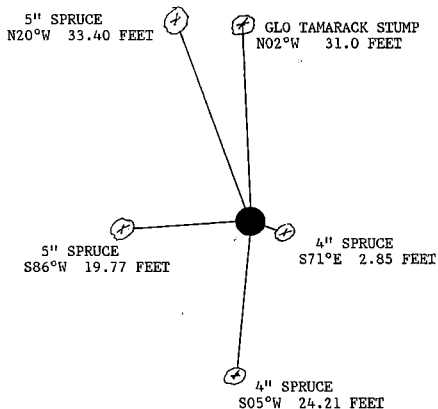 5" SPRUCE
N20°W 33.40 FEET
GLO TAMARACK STUMP
N02°W 31.0 FEET
5" SPRUCE
S86°W 19.77 FEET
4" SPRUCE
S71°E 2.85 FEET
4" SPRUCE
S05°W 24.21 FEET